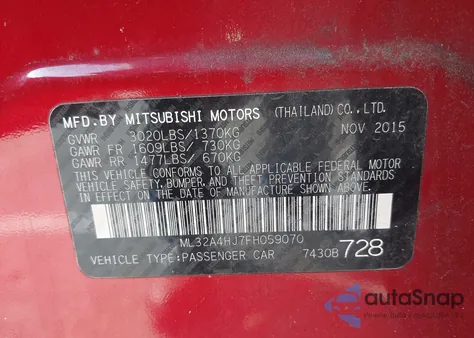 MFD.BY MITSUBISHI MOTORS (THAILAND)CO.,LTD.
GVWR 3020LBS/1370KG NOV 2015
GAWR FR 1609LBS/ 730KG
GAWR RR 1477LBS/ 670KG
THIS VEHICLE CONFORMS TO ALL APPLICABLE FEDERAL MOTOR
VEHICLE SAFETY,BUMPER,AND THEFT PREVENTION STANDARDS
IN EFFECT ON THE DATE OF MANUFACTURE SHOWN ABOVE.
ML32A4HJ7FH059070
VEHICLE TYPE:PASSENGER CAR 7430B 728
autoSnap